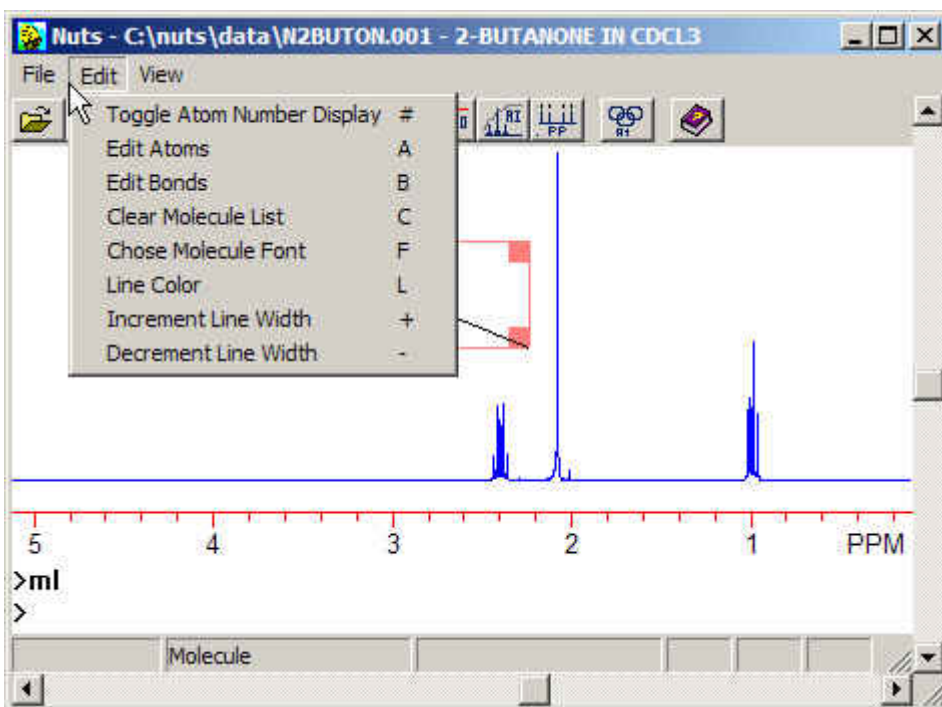 Nuts - C:\nuts\data\N2BUTON.001 - 2-BUTANONE IN CDCL3
File Edit View
Toggle Atom Number Display #
Edit Atoms A
Edit Bonds B
Clear Molecule List C
Chose Molecule Font F
Line Color L
Increment Line Width +
Decrement Line Width -
RI PP
5 4 3 2 1 PPM
>ml
>
Molecule